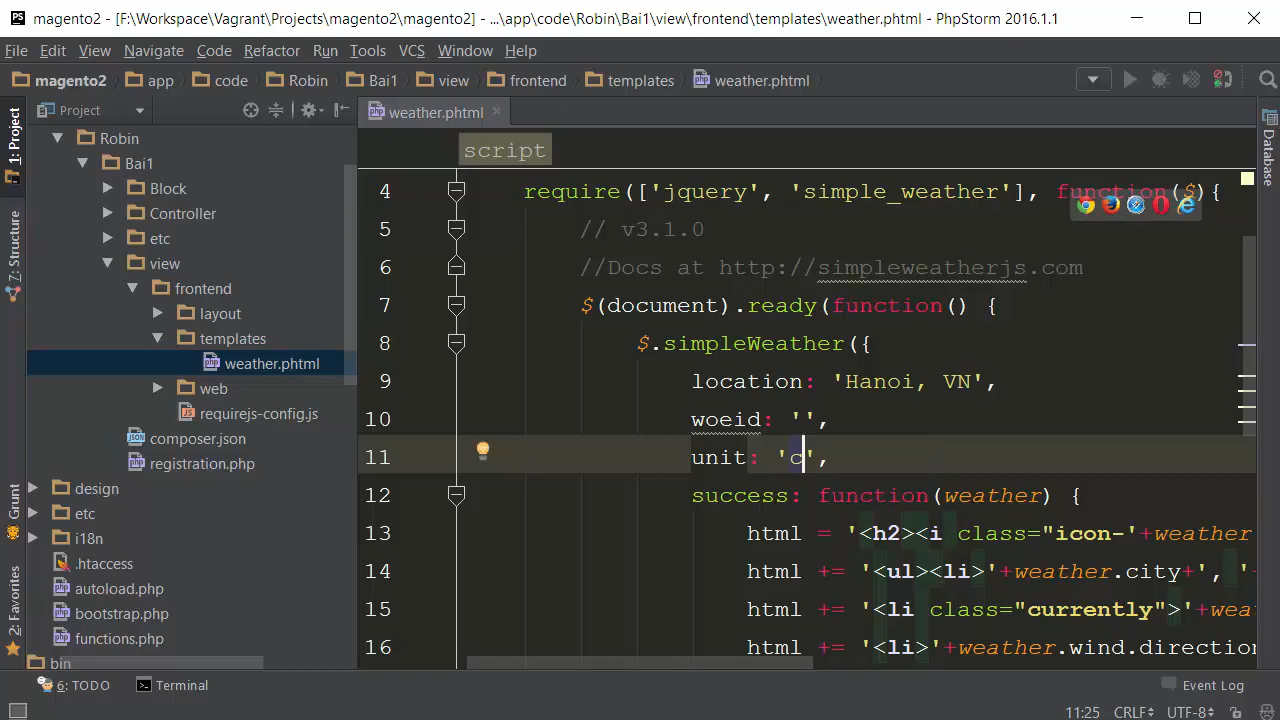 magento2 - [F:\Workspace\Vagrant\Projects\magento2\magento2] - ...\app\code\Robin\Bai1\view\frontend\templates\weather.phtml - PhpStorm 2016.1.1
File Edit View Navigate Code Refactor Run Tools VCS Window Help
magento2 app code Robin Bai1 view frontend templates weather.phtml
Project
weather.phtml
1: Project
Z: Structure
Grunt
2: Favorites
Database
Robin
Bai1
Block
Controller
etc
view
frontend
layout
templates
weather.phtml
web
requirejs-config.js
composer.json
registration.php
design
etc
i18n
.htaccess
autoload.php
bootstrap.php
functions.php
bin
script
4 require(['jquery', 'simple_weather'], function($){
5 // v3.1.0
6 //Docs at http://simpleweatherjs.com
7 $(document).ready(function() {
8 $.simpleWeather({
9 location: 'Hanoi, VN',
10 woeid: '',
11 unit: 'c',
12 success: function(weather) {
13 html = '<h2><i class="icon-'+weather
14 html += '<ul><li>'+weather.city+', '
15 html += '<li class="currently">'+wea
16 html += '<li>'+weather.wind.direction
6: TODO Terminal Event Log
11:25 CRLF UTF-8